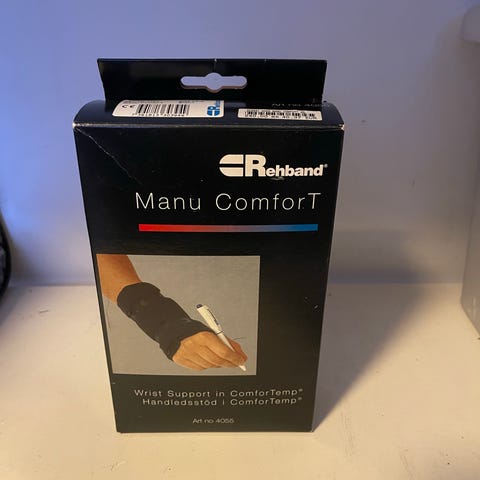 Rehband®
Manu ComforT
Wrist Support in ComforTemp®
Handledsstöd i ComforTemp®
Art no 4055